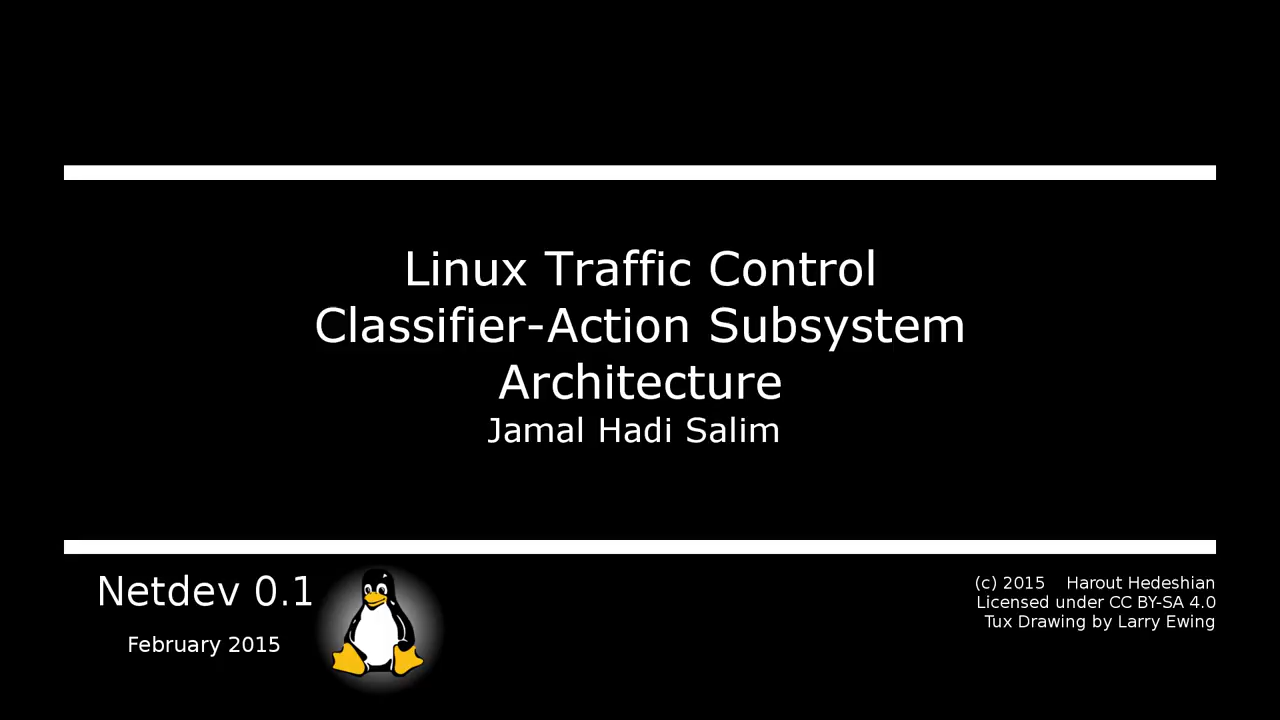 Linux Traffic Control
Classifier-Action Subsystem
Architecture
Jamal Hadi Salim
Netdev 0.1
February 2015
(c) 2015 Harout Hedeshian
Licensed under CC BY-SA 4.0
Tux Drawing by Larry Ewing